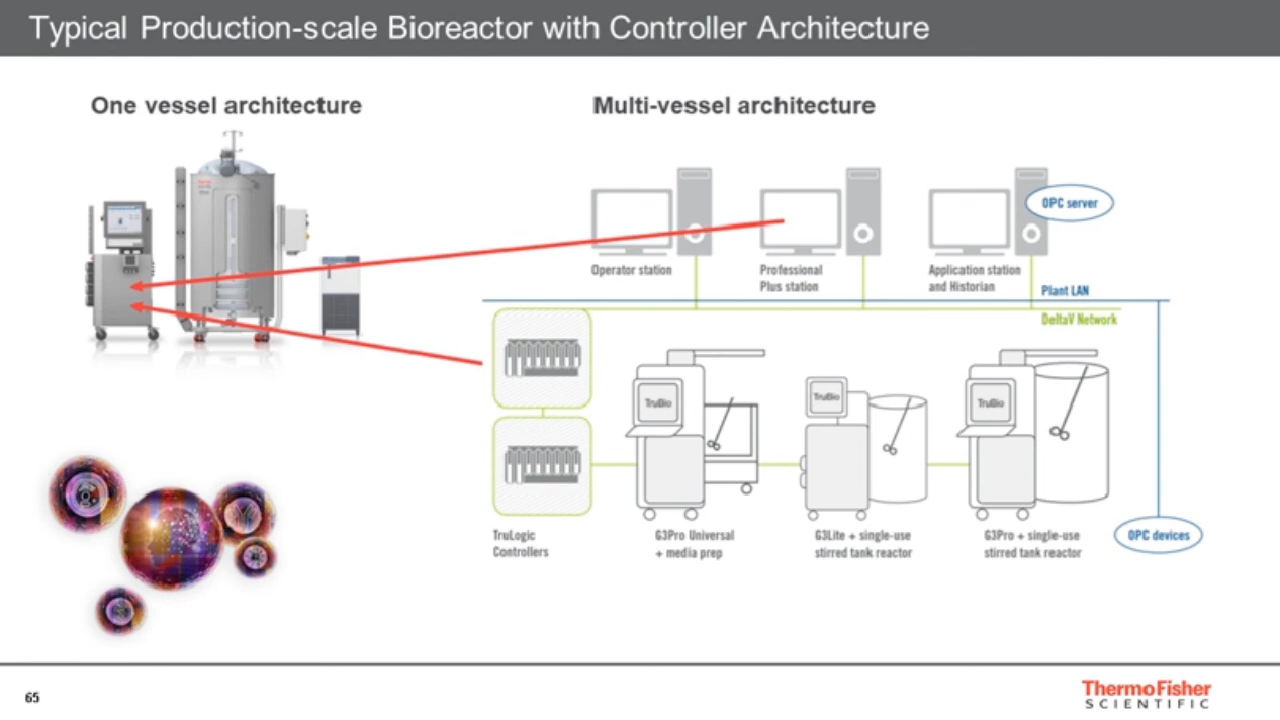 Typical Production-scale Bioreactor with Controller Architecture
One vessel architecture
Multi-vessel architecture
OPC server
Operator station
Professional
Plus station
Application station
and Historian
Plant LAN
DeltaV Network
TruBio
TruBio
TruBio
TruLogic
Controllers
G3Pro Universal
+ media prep
G3Lite + single-use
stirred tank reactor
G3Pro + single-use
stirred tank reactor
OPC devices
65
ThermoFisher
SCIENTIFIC